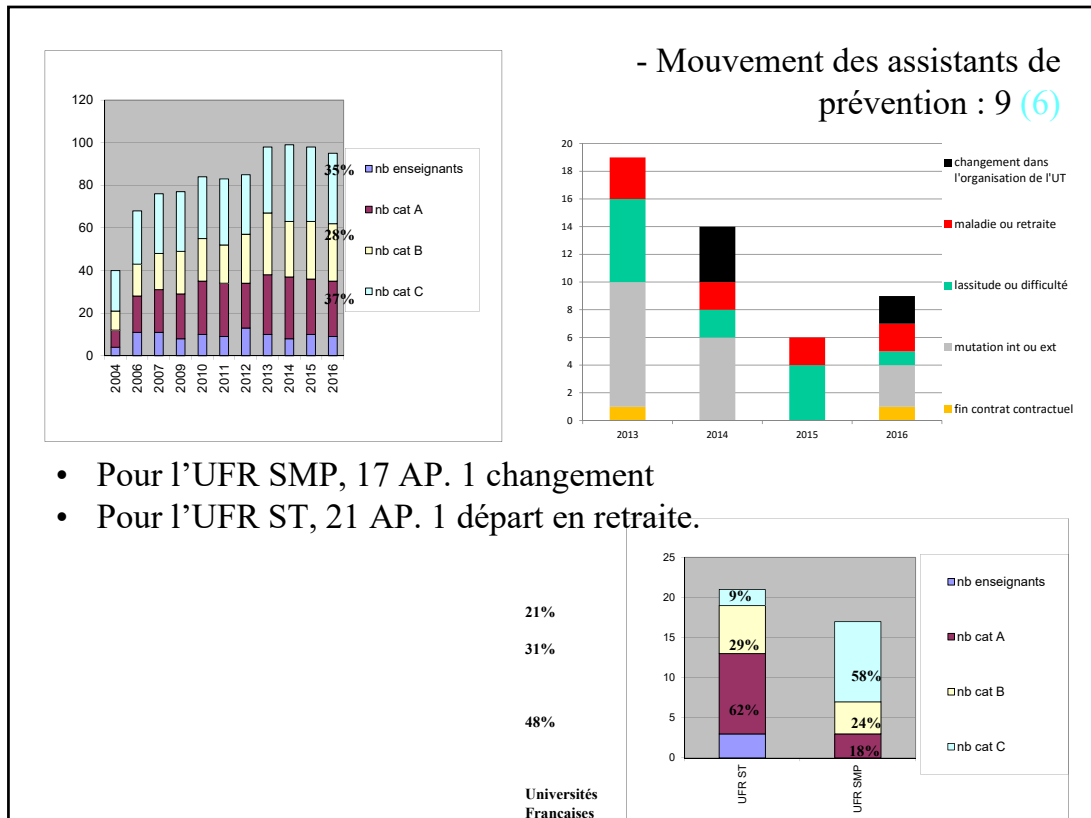 - Mouvement des assistants de
prévention : 9 (6)
120
100
80
60
40
20
0
2004
2006
2007
2009
2010
2011
2012
2013
2014
2015
2016
35%
28%
37%
nb enseignants
nb cat A
nb cat B
nb cat C
20
18
16
14
12
10
8
6
4
2
0
2013
2014
2015
2016
changement dans
l'organisation de l'UT
maladie ou retraite
lassitude ou difficulté
mutation int ou ext
fin contrat contractuel
• Pour l’UFR SMP, 17 AP. 1 changement
• Pour l’UFR ST, 21 AP. 1 départ en retraite.
21%
31%
48%
Universités
Françaises
25
20
15
10
5
0
9%
29%
62%
58%
24%
18%
UFR ST
UFR SMP
nb enseignants
nb cat A
nb cat B
nb cat C